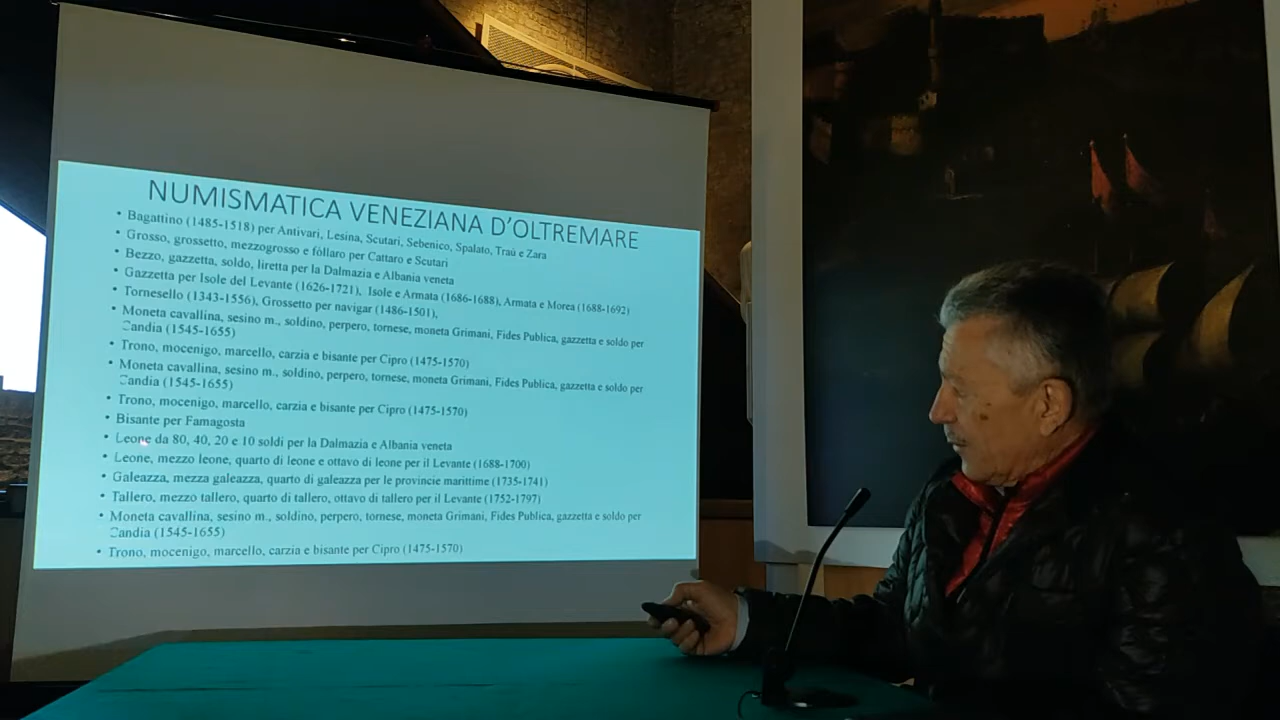 NUMISMATICA VENEZIANA D'OLTREMARE
• Bagattino (1485-1518) per Antivari, Lesina, Scutari, Sebenico, Spalato, Traù e Zara
• Grosso, grossetto, mezzogrosso e fòllaro per Cattaro e Scutari
• Bezzo, gazzetta, soldo, liretta per la Dalmazia e Albania veneta
• Gazzetta per Isole del Levante (1626-1721), Isole e Armata (1686-1688), Armata e Morea (1688-1692)
• Tornesello (1343-1556), Grossetto per navigar (1486-1501),
• Moneta cavallina, sesino m., soldino, perpero, tornese, moneta Grimani, Fides Publica, gazzetta e soldo per
Candia (1545-1655)
• Trono, mocenigo, marcello, carzia e bisante per Cipro (1475-1570)
• Moneta cavallina, sesino m., soldino, perpero, tornese, moneta Grimani, Fides Publica, gazzetta e soldo per
Candia (1545-1655)
• Trono, mocenigo, marcello, carzia e bisante per Cipro (1475-1570)
• Bisante per Famagosta
• Leone da 80, 40, 20 e 10 soldi per la Dalmazia e Albania veneta
• Leone, mezzo leone, quarto di leone e ottavo di leone per il Levante (1688-1700)
• Galeazza, mezza galeazza, quarto di galeazza per le provincie marittime (1735-1741)
• Tallero, mezzo tallero, quarto di tallero, ottavo di tallero per il Levante (1752-1797)
• Moneta cavallina, sesino m., soldino, perpero, tornese, moneta Grimani, Fides Publica, gazzetta e soldo per
Candia (1545-1655)
• Trono, mocenigo, marcello, carzia e bisante per Cipro (1475-1570)